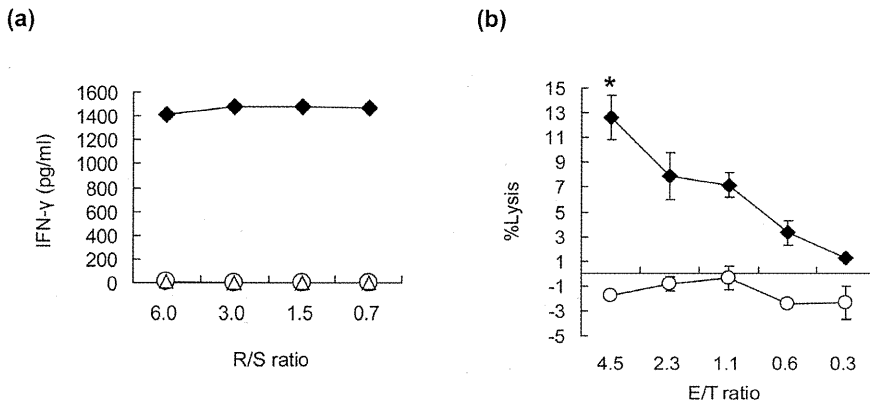 (a)
IFN-γ (pg/ml)
1600
1400
1200
1000
800
600
400
200
0
6.0 3.0 1.5 0.7
R/S ratio
(b)
%Lysis
15
13
11
9
7
5
3
1
-1
-3
-5
*
4.5 2.3 1.1 0.6 0.3
E/T ratio